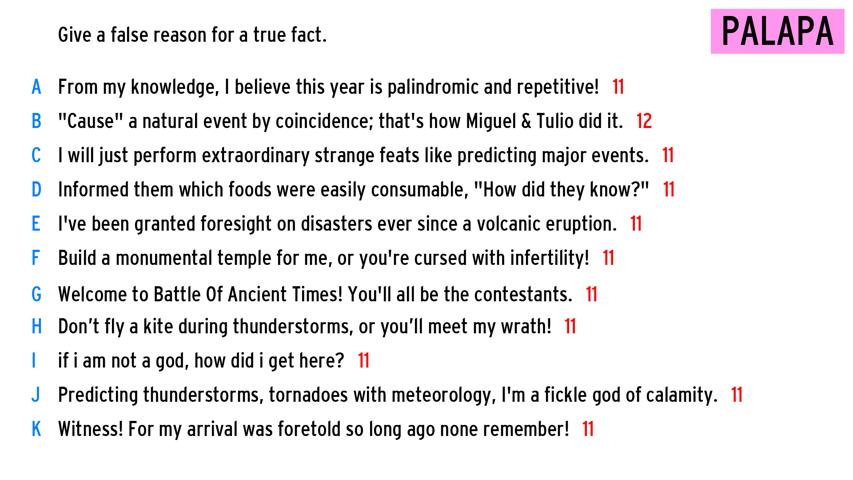 Give a false reason for a true fact.
PALAPA
A From my knowledge, I believe this year is palindromic and repetitive! 11
B "Cause" a natural event by coincidence; that's how Miguel & Tulio did it. 12
C I will just perform extraordinary strange feats like predicting major events. 11
D Informed them which foods were easily consumable, "How did they know?" 11
E I've been granted foresight on disasters ever since a volcanic eruption. 11
F Build a monumental temple for me, or you're cursed with infertility! 11
G Welcome to Battle Of Ancient Times! You'll all be the contestants. 11
H Don’t fly a kite during thunderstorms, or you’ll meet my wrath! 11
I if i am not a god, how did i get here? 11
J Predicting thunderstorms, tornadoes with meteorology, I'm a fickle god of calamity. 11
K Witness! For my arrival was foretold so long ago none remember! 11